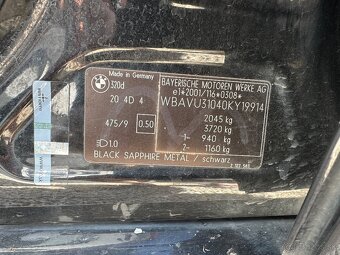 BMW
Made in Germany
320d
BAYERISCHE MOTOREN WERKE AG
e1*2001/116*0308*
20 4D 4
WBAVU31040KY19914
2045 kg
475/9 0.50
3720 kg
1- 940 kg
1.0
2- 1160 kg
BLACK SAPPHIRE METAL / schwarz